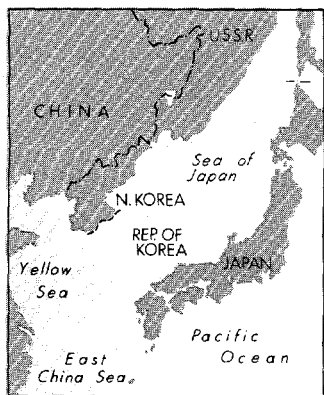 USSR
CHINA
Sea of
Japan
N. KOREA
REP. OF
KOREA
JAPAN
Yellow
Sea
Pacific
Ocean
East
China Sea